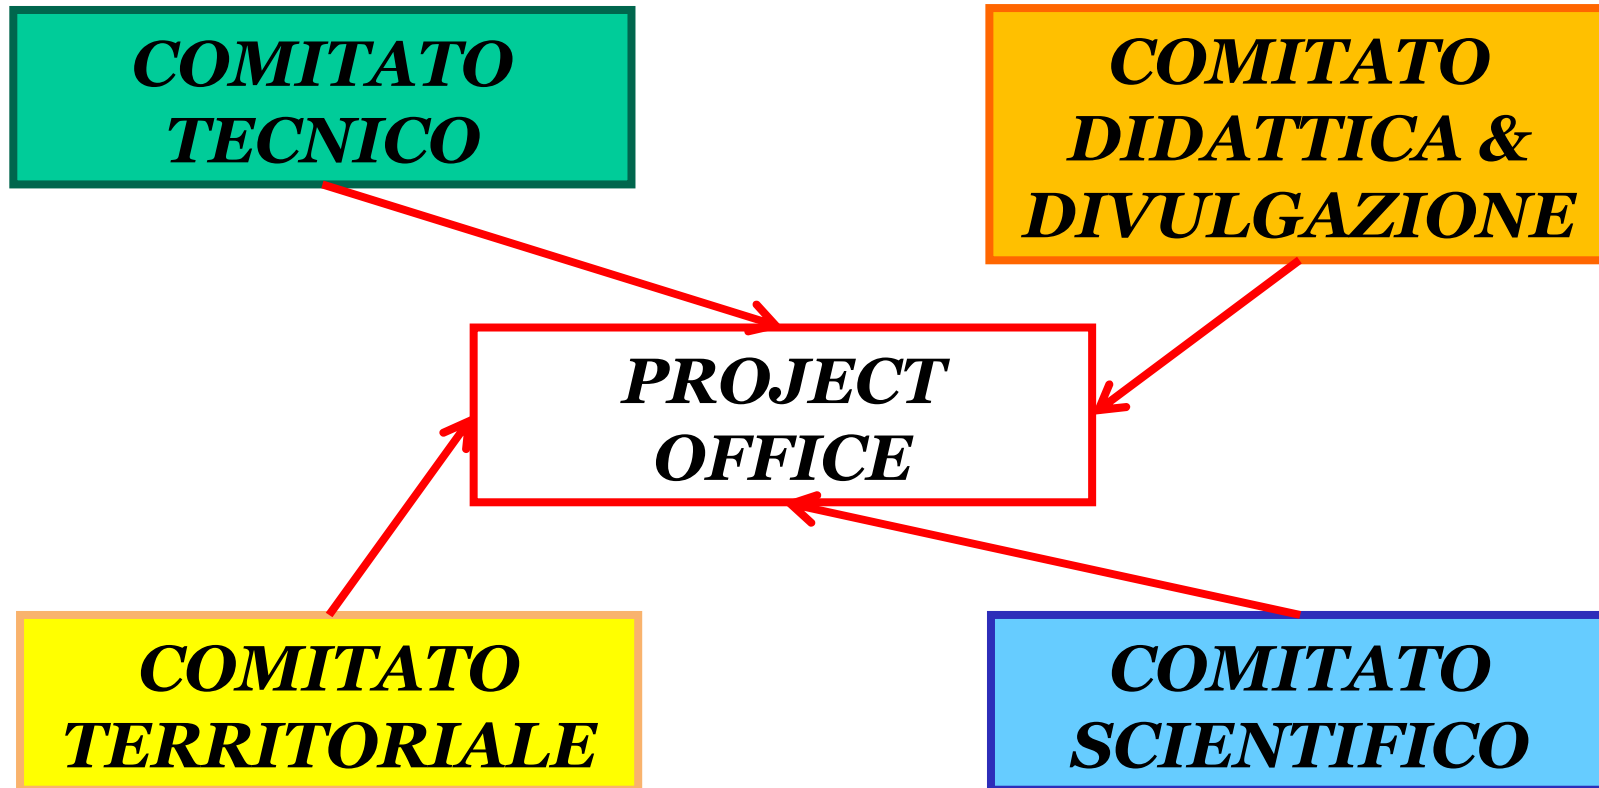 COMITATO
TECNICO
COMITATO
DIDATTICA &
DIVULGAZIONE
PROJECT
OFFICE
COMITATO
TERRITORIALE
COMITATO
SCIENTIFICO